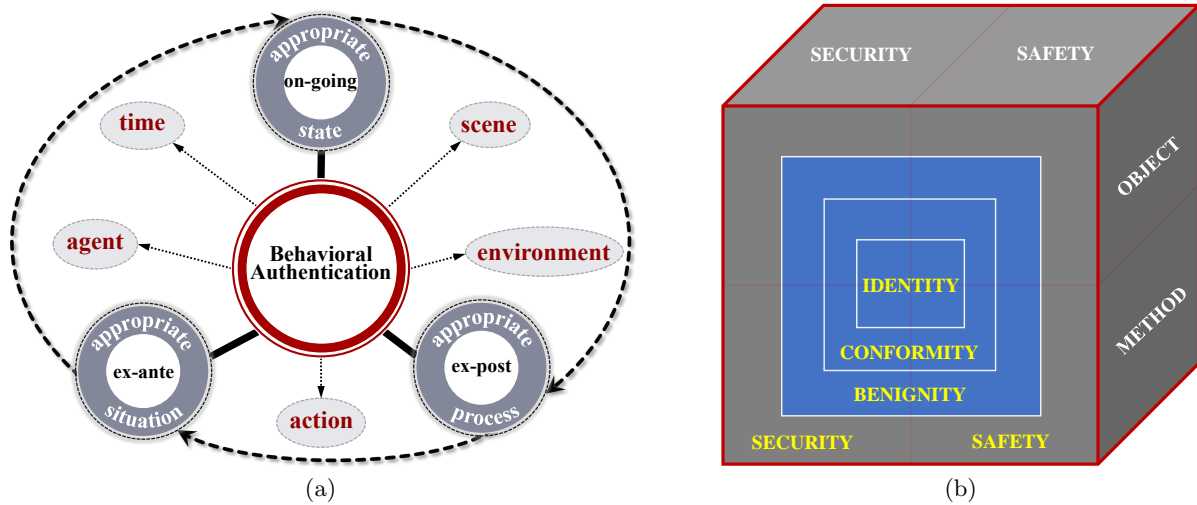 appropriate
on-going
state
time
scene
agent
Behavioral
Authentication
environment
appropriate
ex-ante
situation
appropriate
ex-post
process
action
(a)
SECURITY
SAFETY
OBJECT
METHOD
IDENTITY
CONFORMITY
BENIGNITY
SECURITY
SAFETY
(b)